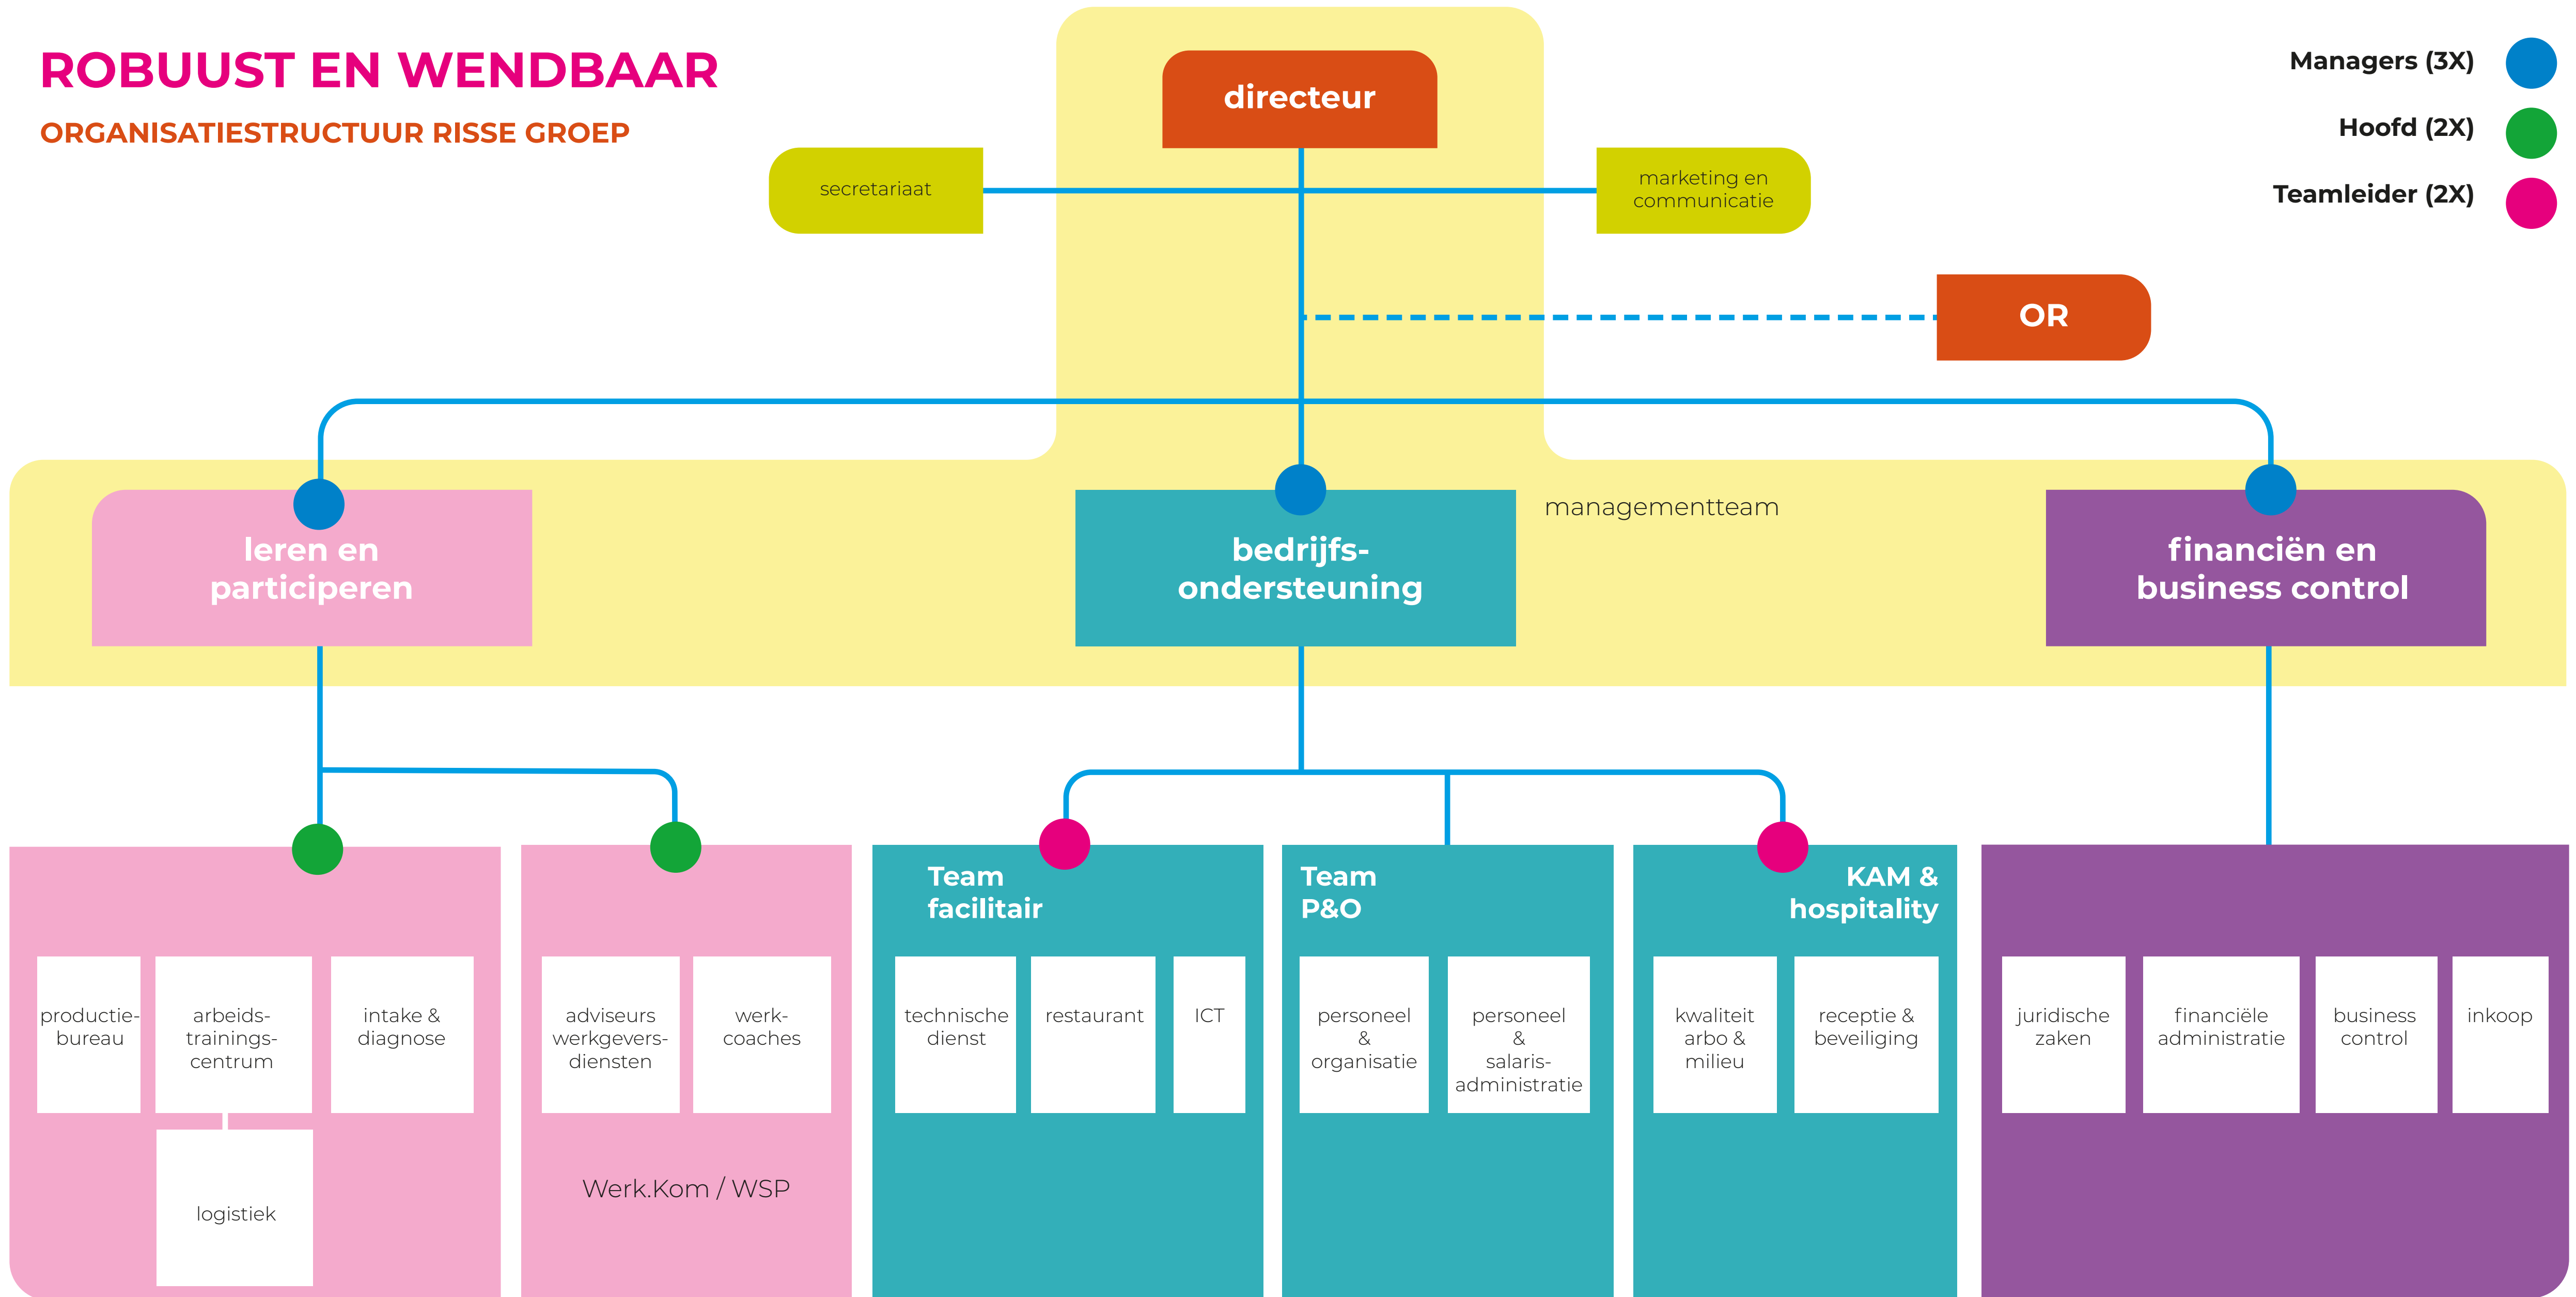 ROBUUST EN WENDBAAR
ORGANISATIESTRUCTUUR RISSE GROEP
directeur
Managers (3X)
Hoofd (2X)
Teamleider (2X)
secretariaat
marketing en
communicatie
OR
managementteam
leren en
participeren
bedrijfs-
ondersteuning
financiën en
business control
productie-
bureau
arbeids-
trainings-
centrum
intake &
diagnose
logistiek
adviseurs
werkgevers-
diensten
werk-
coaches
Werk.Kom / WSP
Team
facilitair
technische
dienst
restaurant
ICT
Team
P&O
personeel
&
organisatie
personeel
&
salaris-
administratie
KAM &
hospitality
kwaliteit
arbo &
milieu
receptie &
beveiliging
juridische
zaken
financiële
administratie
business
control
inkoop